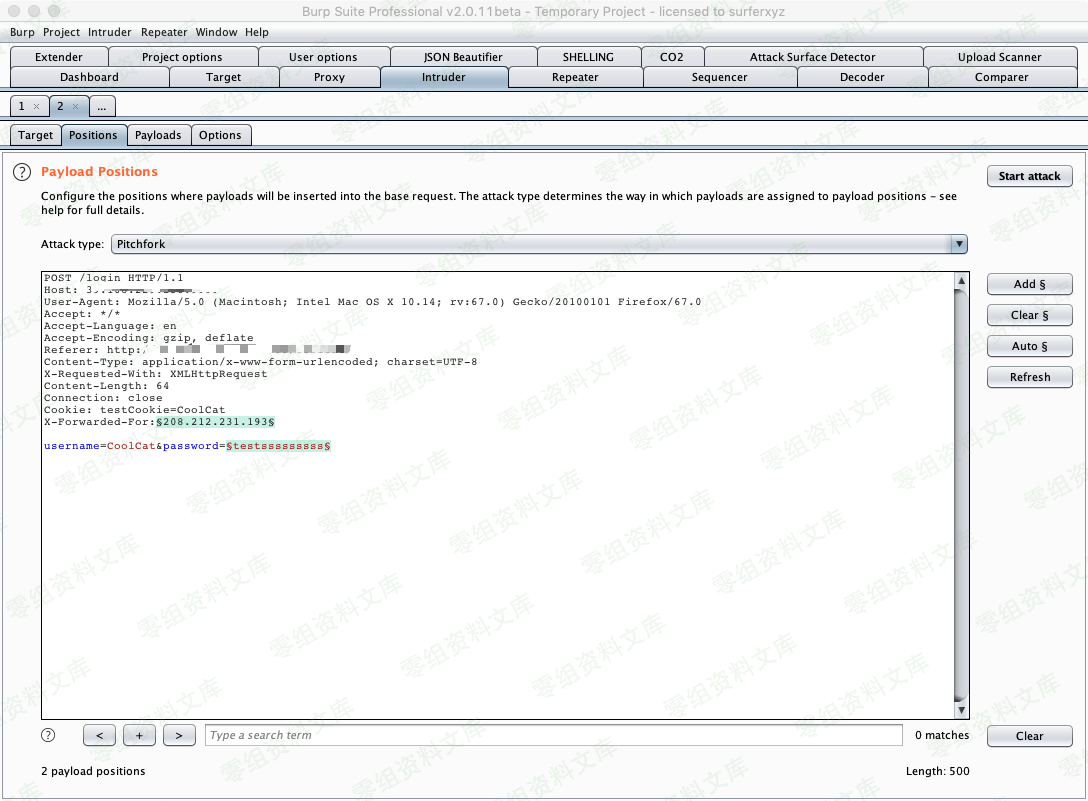 Burp Suite Professional v2.0.11beta - Temporary Project - licensed to surferxyz
Burp Project Intruder Repeater Window Help
Extender Project options User options JSON Beautifier SHELLING CO2 Attack Surface Detector Upload Scanner
Dashboard Target Proxy Intruder Repeater Sequencer Decoder Comparer
1 × 2 × ...
Target Positions Payloads Options
? Payload Positions
Start attack
Configure the positions where payloads will be inserted into the base request. The attack type determines the way in which payloads are assigned to payload positions - see
help for full details.
Attack type: Pitchfork
POST /login HTTP/1.1
Host:
User-Agent: Mozilla/5.0 (Macintosh; Intel Mac OS X 10.14; rv:67.0) Gecko/20100101 Firefox/67.0
Accept: */*
Accept-Language: en
Accept-Encoding: gzip, deflate
Referer: http:/
Content-Type: application/x-www-form-urlencoded; charset=UTF-8
X-Requested-With: XMLHttpRequest
Content-Length: 64
Connection: close
Cookie: testCookie=CoolCat
X-Forwarded-For:§208.212.231.193§
username=CoolCat&password=§testsssssssss§
Add §
Clear §
Auto §
Refresh
? < + > Type a search term 0 matches Clear
2 payload positions Length: 500
零组资料文库